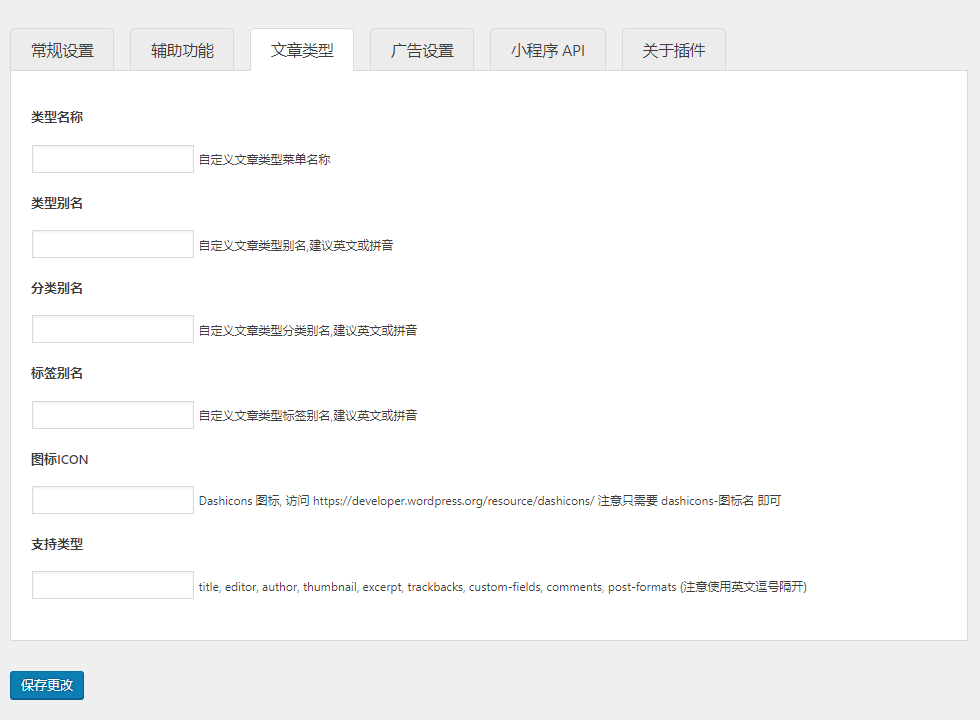 常规设置 辅助功能 文章类型 广告设置 小程序 API 关于插件
类型名称
自定义文章类型菜单名称
类型别名
自定义文章类型别名,建议英文或拼音
分类别名
自定义文章类型分类别名,建议英文或拼音
标签别名
自定义文章类型标签别名,建议英文或拼音
图标ICON
Dashicons 图标, 访问 https://developer.wordpress.org/resource/dashicons/ 注意只需要 dashicons-图标名 即可
支持类型
title, editor, author, thumbnail, excerpt, trackbacks, custom-fields, comments, post-formats (注意使用英文逗号隔开)
保存更改